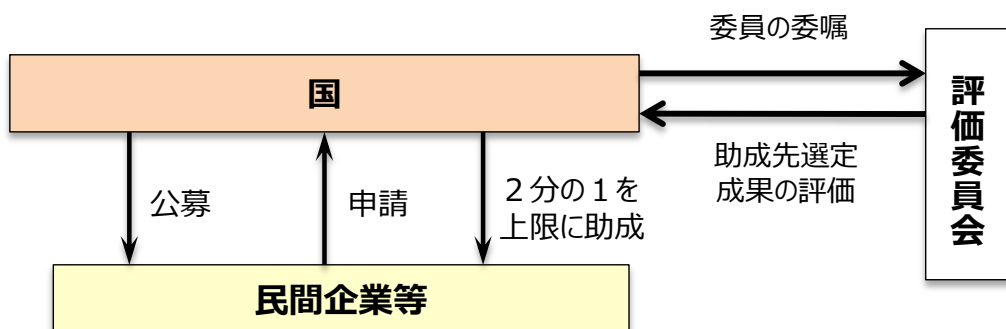 委員の委嘱
国
評価委員会
助成先選定
成果の評価
公募
申請
２分の１を
上限に助成
民間企業等